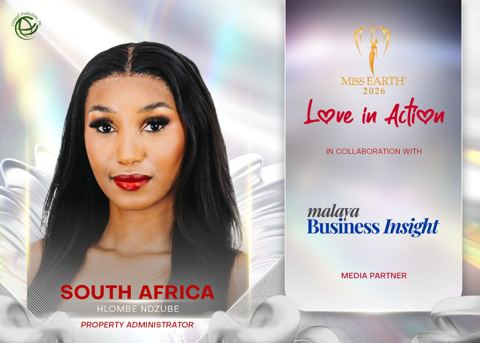 SOUTH AFRICA
HLOMBE NDZUBE
PROPERTY ADMINISTRATOR
MISS EARTH
2026
Love in Action
IN COLLABORATION WITH
malaya
Business Insight
MEDIA PARTNER